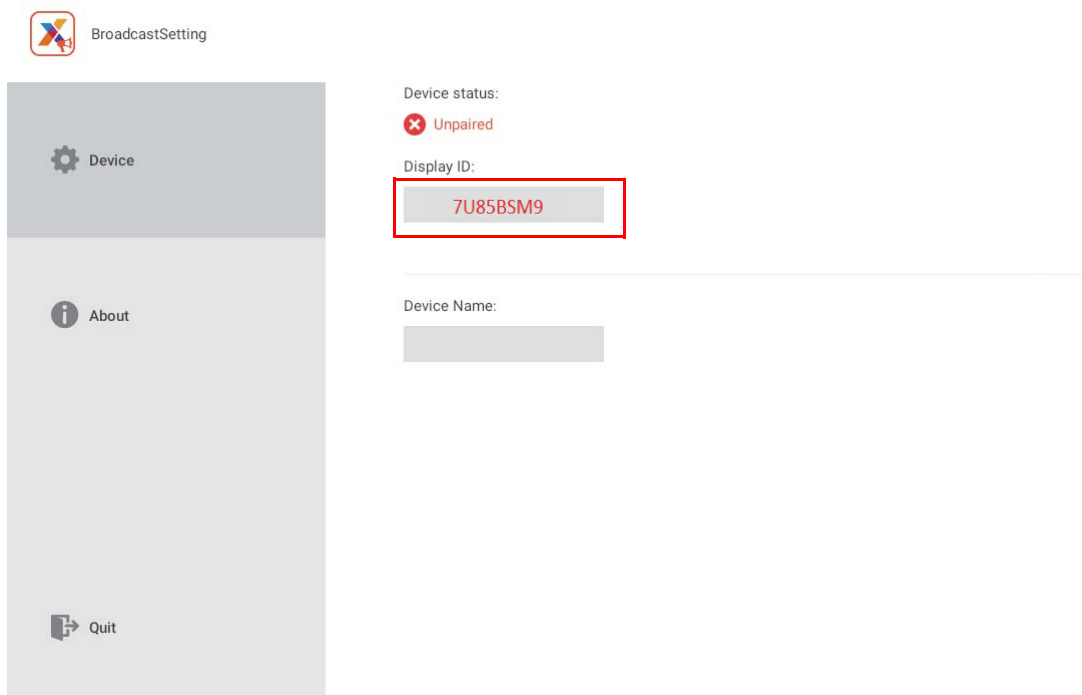 BroadcastSetting
Device
About
Quit
Device status:
Unpaired
Display ID:
7U85BSM9
Device Name: